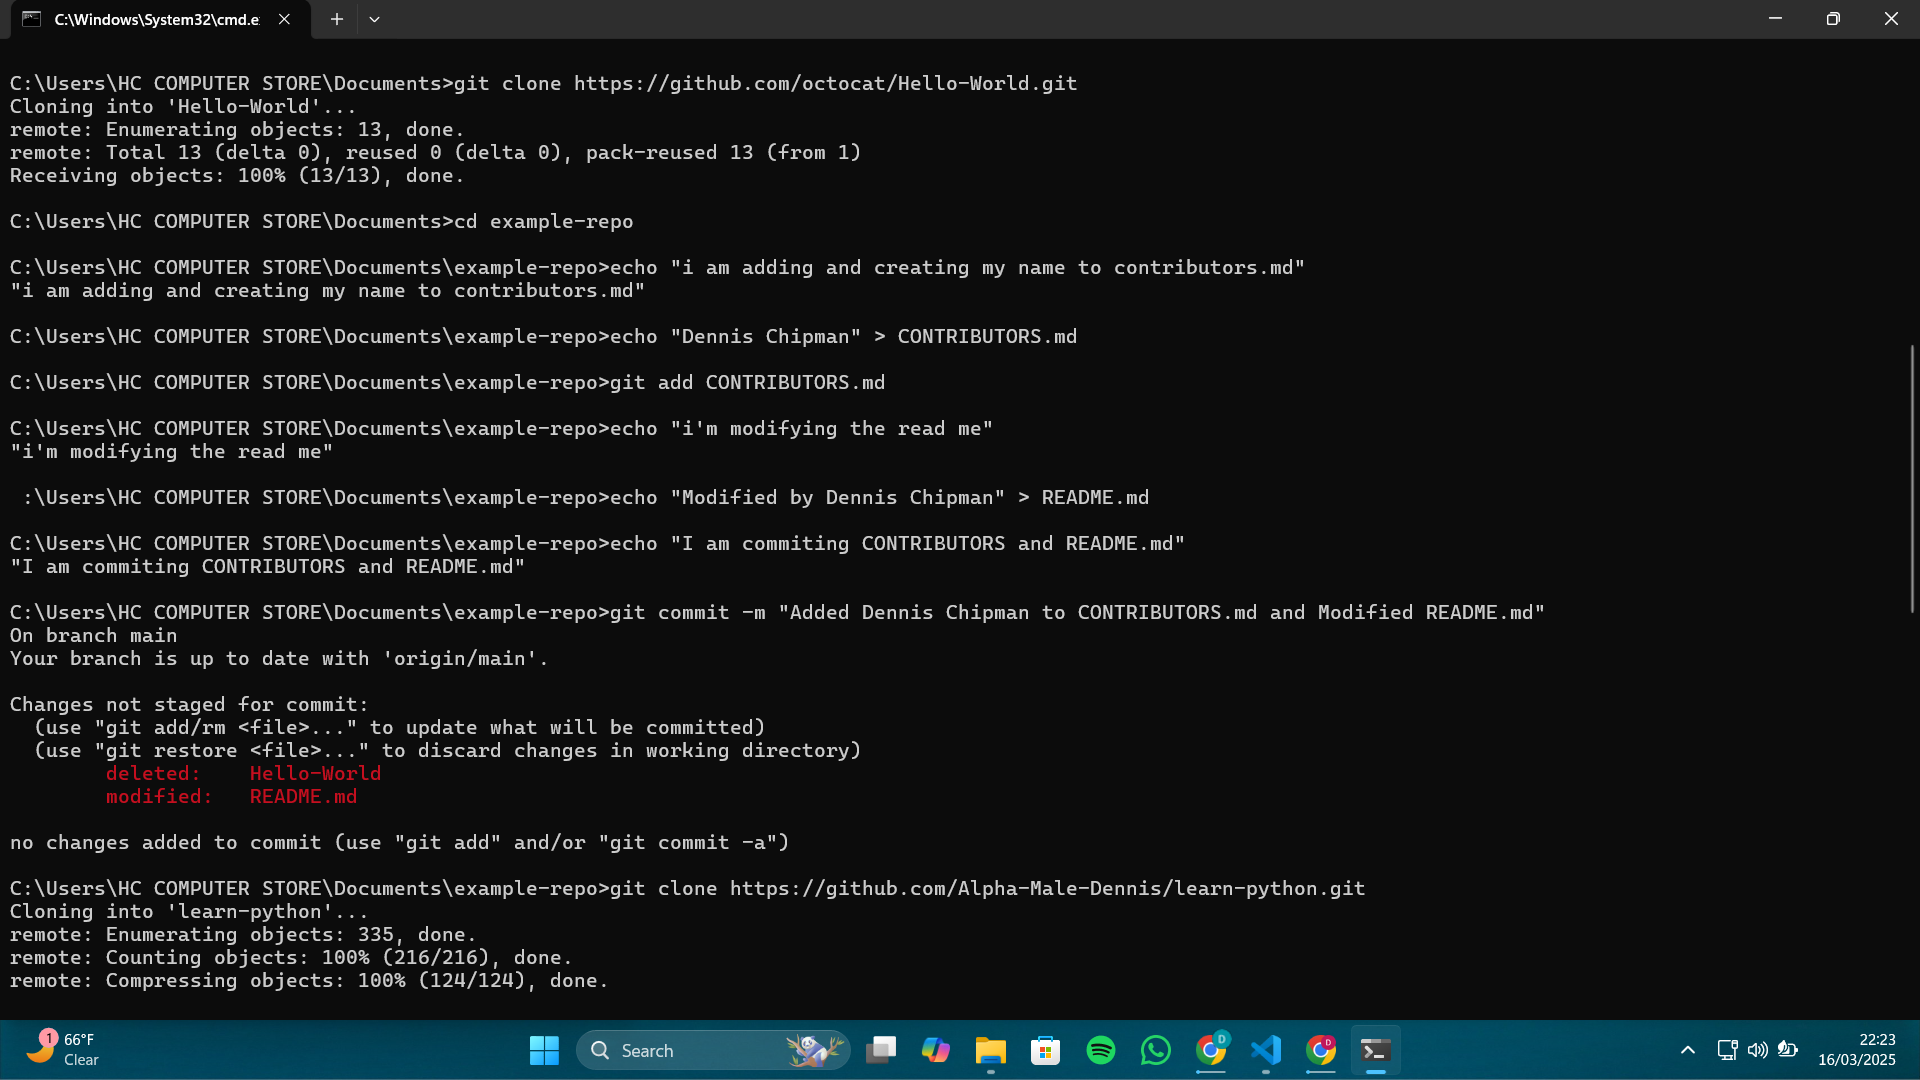 C:\Windows\System32\cmd.e
C:\Users\HC COMPUTER STORE\Documents>git clone https://github.com/octocat/Hello-World.git
Cloning into 'Hello-World'...
remote: Enumerating objects: 13, done.
remote: Total 13 (delta 0), reused 0 (delta 0), pack-reused 13 (from 1)
Receiving objects: 100% (13/13), done.
C:\Users\HC COMPUTER STORE\Documents>cd example-repo
C:\Users\HC COMPUTER STORE\Documents\example-repo>echo "i am adding and creating my name to contributors.md"
"i am adding and creating my name to contributors.md"
C:\Users\HC COMPUTER STORE\Documents\example-repo>echo "Dennis Chipman" > CONTRIBUTORS.md
C:\Users\HC COMPUTER STORE\Documents\example-repo>git add CONTRIBUTORS.md
C:\Users\HC COMPUTER STORE\Documents\example-repo>echo "i'm modifying the read me"
"i'm modifying the read me"
:\Users\HC COMPUTER STORE\Documents\example-repo>echo "Modified by Dennis Chipman" > README.md
C:\Users\HC COMPUTER STORE\Documents\example-repo>echo "I am commiting CONTRIBUTORS and README.md"
"I am commiting CONTRIBUTORS and README.md"
C:\Users\HC COMPUTER STORE\Documents\example-repo>git commit -m "Added Dennis Chipman to CONTRIBUTORS.md and Modified README.md"
On branch main
Your branch is up to date with 'origin/main'.
Changes not staged for commit:
(use "git add/rm <file>..." to update what will be committed)
(use "git restore <file>..." to discard changes in working directory)
deleted: Hello-World
modified: README.md
no changes added to commit (use "git add" and/or "git commit -a")
C:\Users\HC COMPUTER STORE\Documents\example-repo>git clone https://github.com/Alpha-Male-Dennis/learn-python.git
Cloning into 'learn-python'...
remote: Enumerating objects: 335, done.
remote: Counting objects: 100% (216/216), done.
remote: Compressing objects: 100% (124/124), done.
1
66°F
Clear
Search
D
D
22:23
16/03/2025